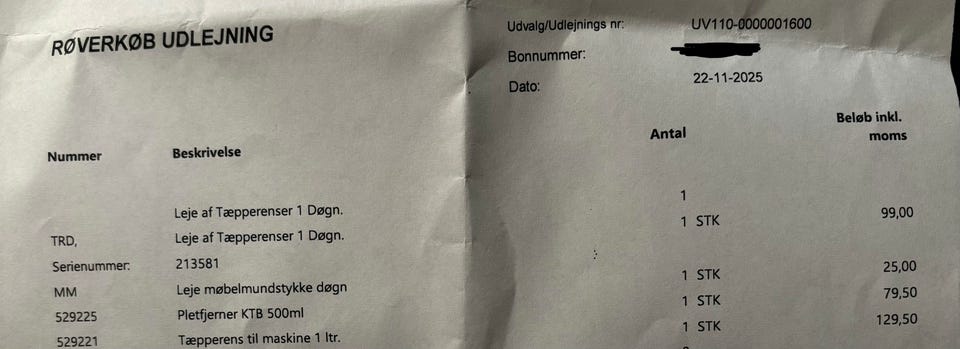 RØVERKØB UDLEJNING
Udvalg/Udlejnings nr: UV110-0000001600
Bonnummer:
Dato: 22-11-2025
Nummer Beskrivelse Antal Beløb inkl. moms
Leje af Tæpperenser 1 Døgn. 1
TRD, Leje af Tæpperenser 1 Døgn. 1 STK 99,00
Serienummer: 213581
MM Leje møbelmundstykke døgn 1 STK 25,00
529225 Pletfjerner KTB 500ml 1 STK 79,50
529221 Tæpperens til maskine 1 ltr. 1 STK 129,50